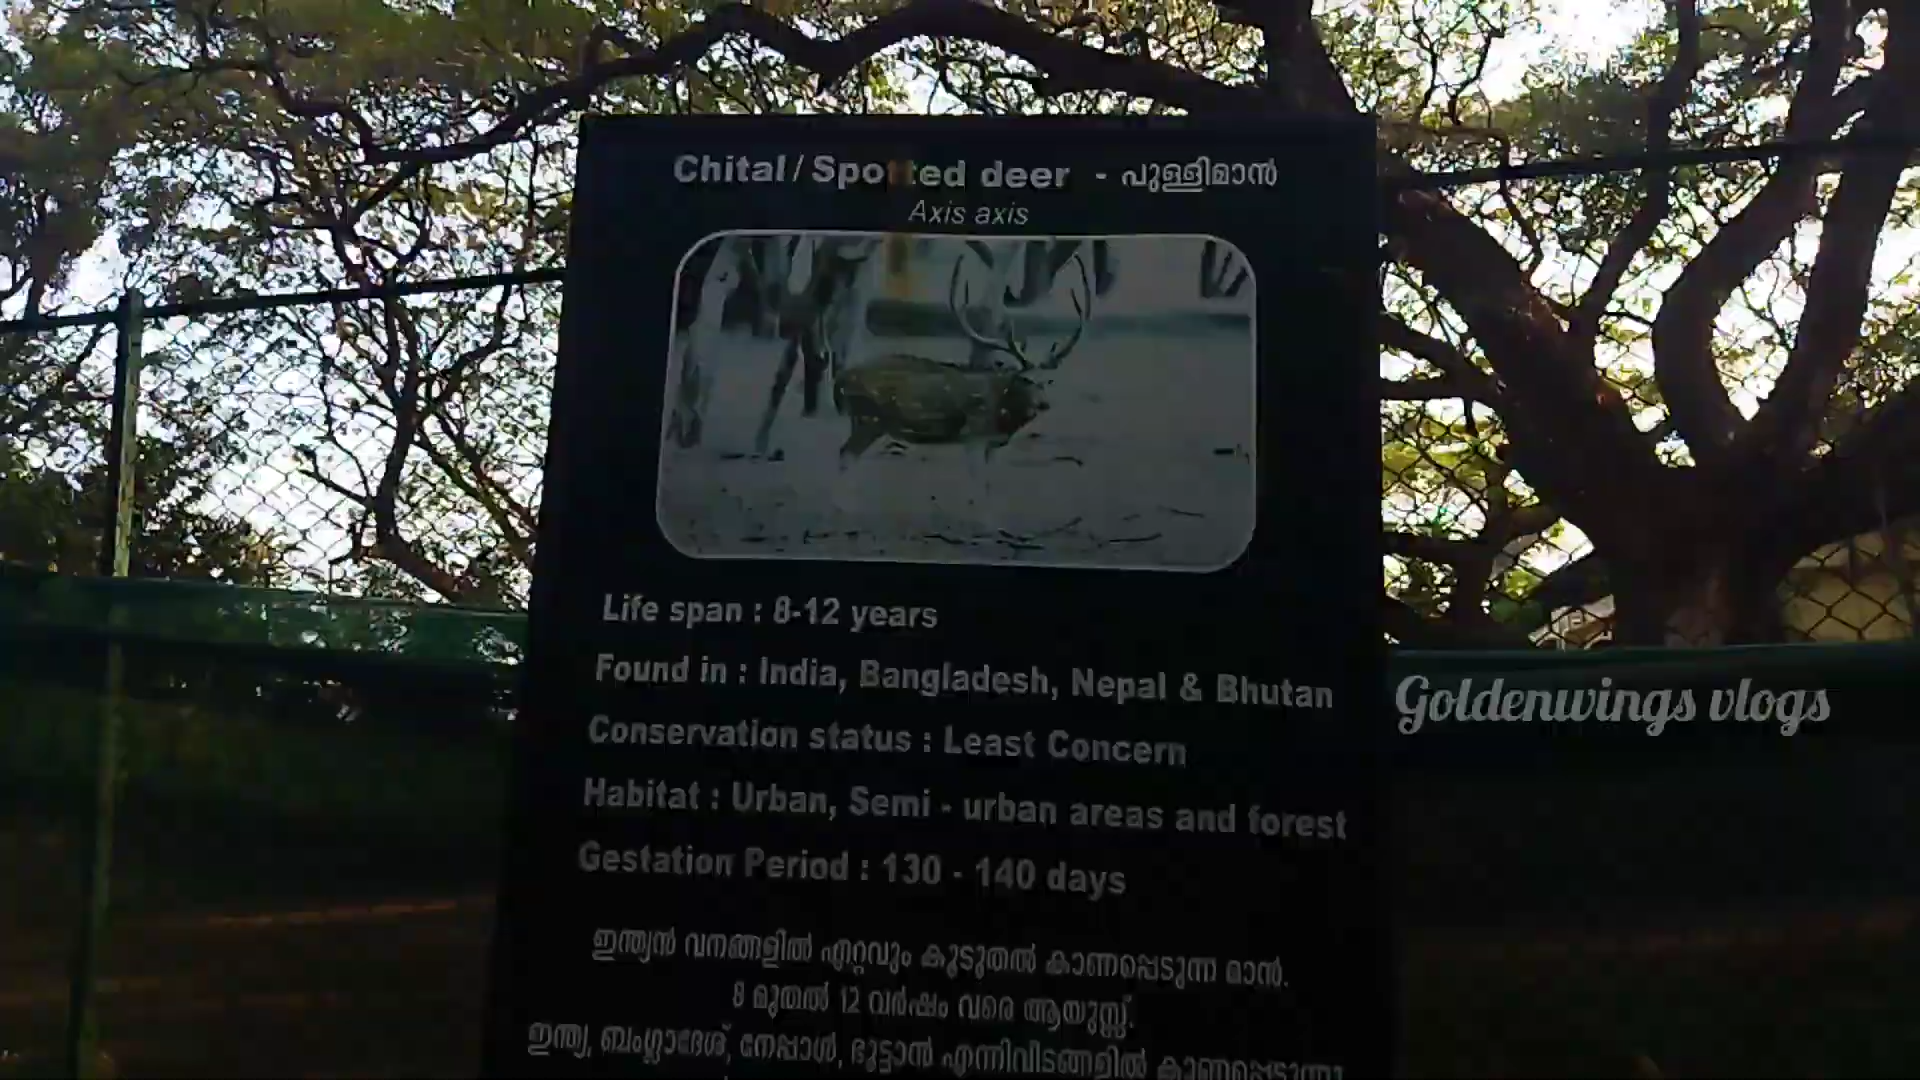 Chital / Spotted deer - പുള്ളിമാൻ
Axis axis
Life span : 8-12 years
Found in : India, Bangladesh, Nepal & Bhutan
Conservation status : Least Concern
Goldenwings vlogs
Habitat : Urban, Semi - urban areas and forest
Gestation Period : 130 - 140 days
ഇന്ത്യൻ വനങ്ങളിൽ ഏറ്റവും കൂടുതൽ കാണപ്പെടുന്ന മാൻ.
8 മുതൽ 12 വർഷം വരെ ആയുസ്സ്.
ഇന്ത്യ, ബംഗ്ലാദേശ്, നേപ്പാൾ, ഭൂട്ടാൻ എന്നിവിടങ്ങളിൽ കാണപ്പെടുന്നു